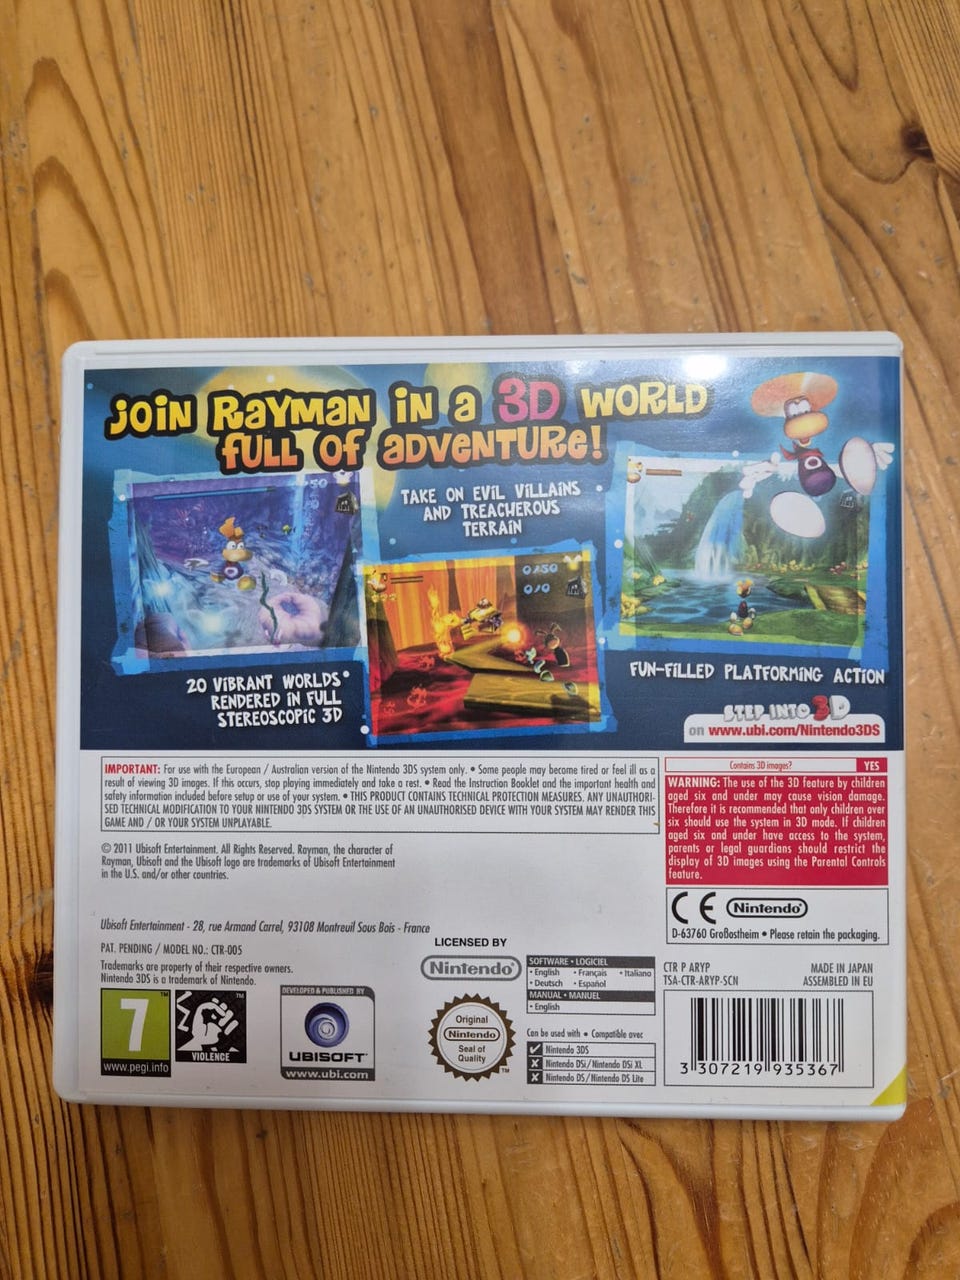 JOIN RAYMAN IN A 3D WORLD
FULL OF ADVENTURE!
TAKE ON EVIL VILLAINS
AND TREACHEROUS
TERRAIN
50
0/50
0/0
20 VIBRANT WORLDS
RENDERED IN FULL
STEREOSCOPIC 3D
FUN-FILLED PLATFORMING ACTION
STEP INTO 3D
on www.ubi.com/Nintendo3DS
IMPORTANT: For use with the European / Australian version of the Nintendo 3DS system only. • Some people may become tired or feel ill as a
result of viewing 3D images. If this occurs, stop playing immediately and take a rest. • Read the Instruction Booklet and the important health and
safety information included before setup or use of your system. • THIS PRODUCT CONTAINS TECHNICAL PROTECTION MEASURES. ANY UNAUTHORI-
SED TECHNICAL MODIFICATION TO YOUR NINTENDO 3DS SYSTEM OR THE USE OF AN UNAUTHORISED DEVICE WITH YOUR SYSTEM MAY RENDER THIS
GAME AND / OR YOUR SYSTEM UNPLAYABLE.
Contains 3D images? YES
WARNING: The use of the 3D feature by children
aged six and under may cause vision damage.
Therefore it is recommended that only children over
six should use the system in 3D mode. If children
aged six and under have access to the system,
parents or legal guardians should restrict the
display of 3D images using the Parental Controls
feature.
© 2011 Ubisoft Entertainment. All Rights Reserved. Rayman, the character of
Rayman, Ubisoft and the Ubisoft logo are trademarks of Ubisoft Entertainment
in the U.S. and/or other countries.
CE Nintendo
D-63760 Großostheim • Please retain the packaging.
Ubisoft Entertainment - 28, rue Armand Carrel, 93108 Montreuil Sous Bois - France
PAT. PENDING / MODEL NO.: CTR-005
Trademarks are property of their respective owners.
Nintendo 3DS is a trademark of Nintendo.
LICENSED BY
Nintendo
SOFTWARE • LOGICIEL
• English • Français • Italiano
• Deutsch • Español
MANUAL • MANUEL
• English
CTR P ARYP MADE IN JAPAN
TSA-CTR-ARYP-SCN ASSEMBLED IN EU
7
www.pegi.info
VIOLENCE
DEVELOPED & PUBLISHED BY
UBISOFT
www.ubi.com
Original
Nintendo
Seal of
Quality
TM
Can be used with • Compatible avec
Nintendo 3DS
Nintendo DSi/Nintendo DSi XL
Nintendo DS/Nintendo DS Lite
3 307219 935367